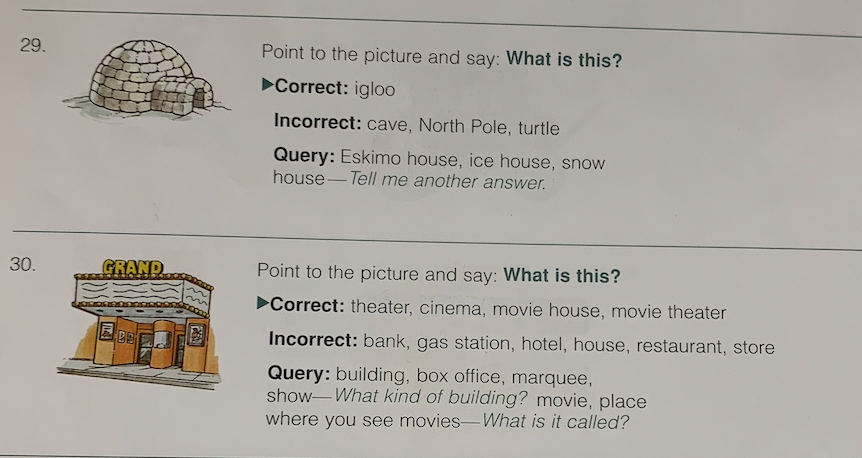 29.
Point to the picture and say: What is this?
▶Correct: igloo
Incorrect: cave, North Pole, turtle
Query: Eskimo house, ice house, snow
house—Tell me another answer.
30.
GRAND
Point to the picture and say: What is this?
▶Correct: theater, cinema, movie house, movie theater
Incorrect: bank, gas station, hotel, house, restaurant, store
Query: building, box office, marquee,
show—What kind of building? movie, place
where you see movies—What is it called?